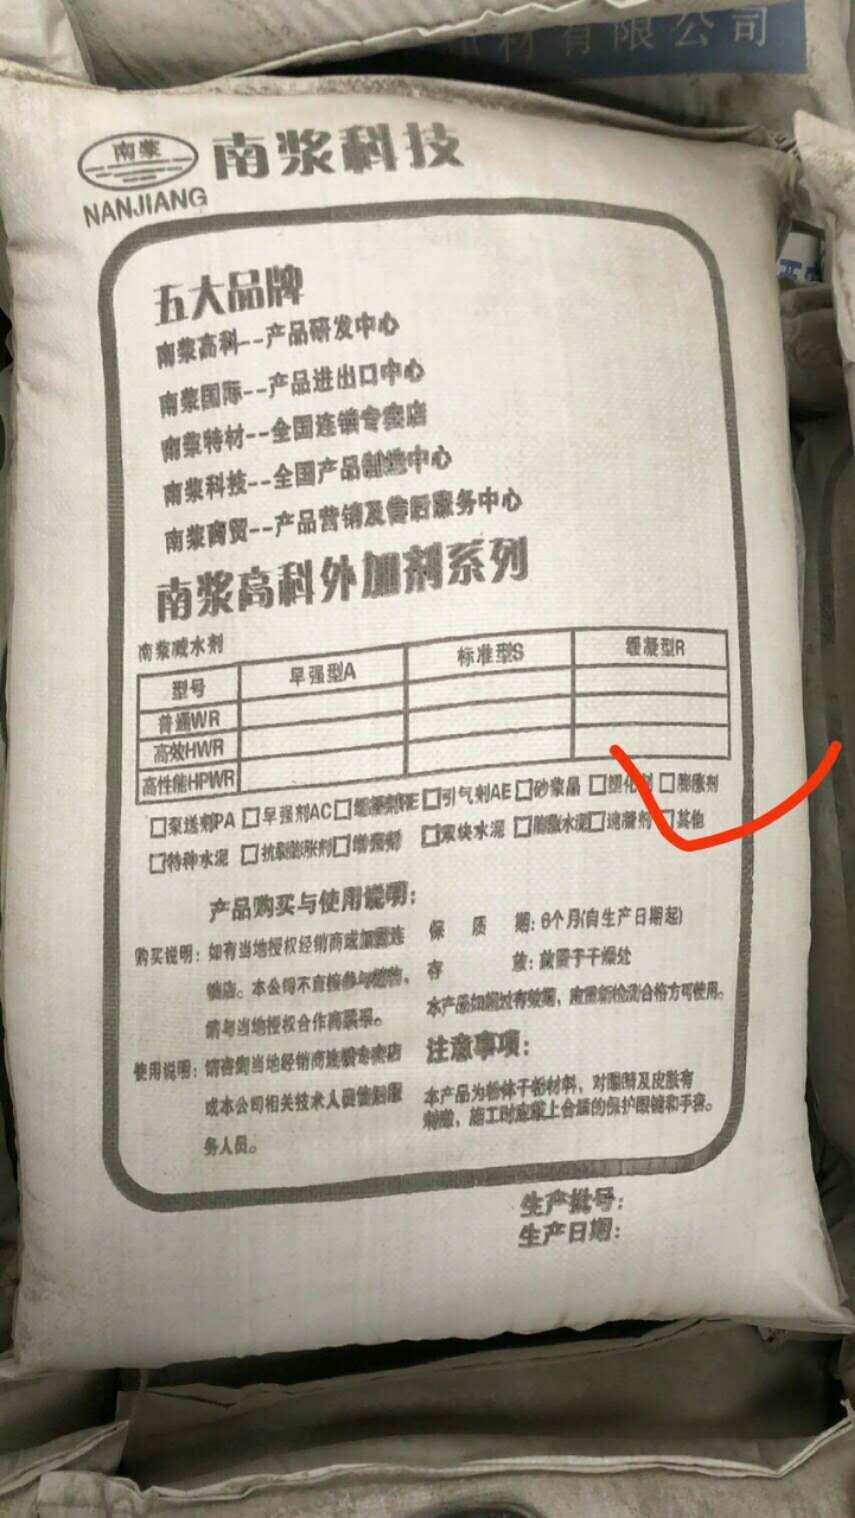 材有限公司
南浆
NANJIANG
南浆科技
五大品牌
南浆高科--产品研发中心
南浆国际--产品进出口中心
南浆特材--全国连锁专卖店
南浆科技--全国产品制造中心
南浆商贸--产品营销及售后服务中心
南浆高科外加剂系列
南浆减水剂
型号 早强型A 标准型S 缓凝型R
普通WR
高效HWR
高性能HPWR
□泵送剂PA □早强剂AC □缓凝剂RE □引气剂AE □砂浆晶 □塑化剂 □膨胀剂
□特种水泥 □抗裂膨胀剂 □增强剂 □双快水泥 □膨胀水泥 □速凝剂 □其他
产品购买与使用说明:
购买说明: 如有当地授权经销商或加盟连
锁店。本公司不直接参与销售,
请与当地授权合作商联系。
使用说明: 请咨询当地经销商连锁专卖店
或本公司相关技术人员售后服
务人员。
保质期: 6个月(自生产日期起)
存放: 放置于干燥处
本产品如超过有效期, 应重新检测合格方可使用。
注意事项:
本产品为粉体干粉材料, 对眼睛及皮肤有
刺激, 施工时应戴上合适的保护眼镜和手套。
生产批号:
生产日期: